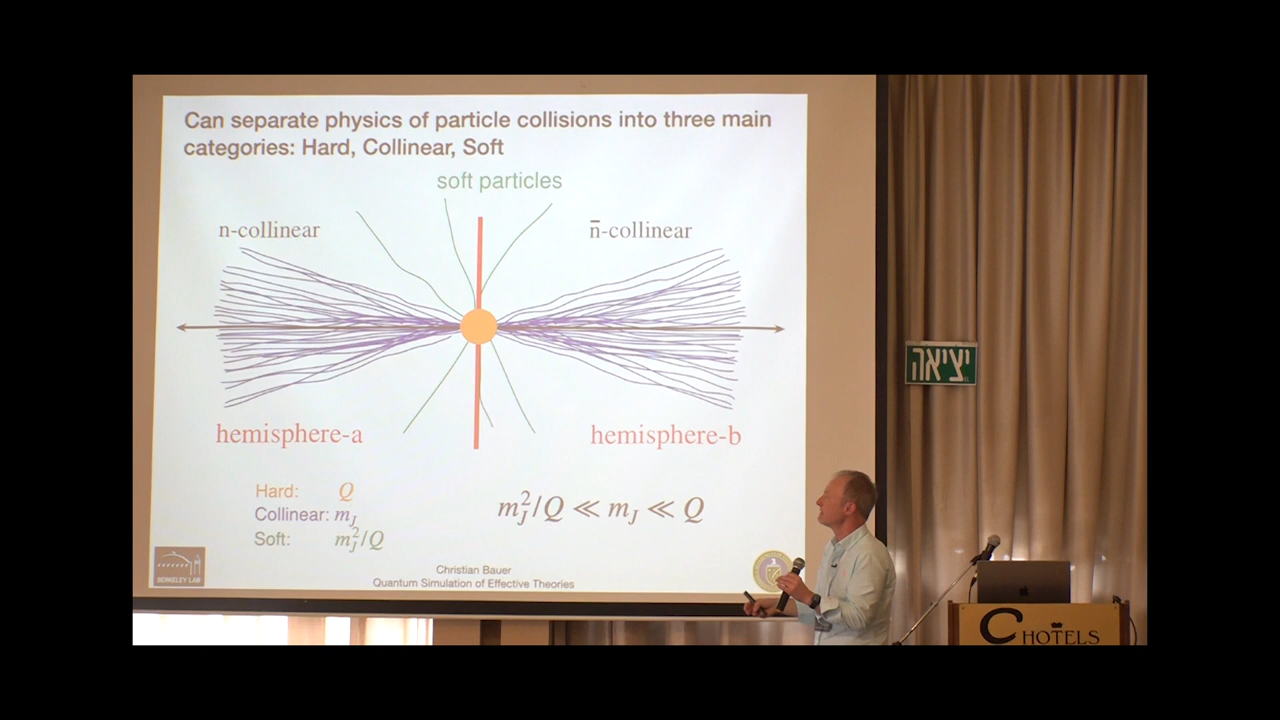 Can separate physics of particle collisions into three main
categories: Hard, Collinear, Soft
soft particles
n-collinear
n̄-collinear
hemisphere-a
hemisphere-b
Hard: Q
Collinear: m_J
Soft: m_J^2/Q
m_J^2/Q ≪ m_J ≪ Q
BERKELEY LAB
Christian Bauer
Quantum Simulation of Effective Theories
יציאה
C HOTELS